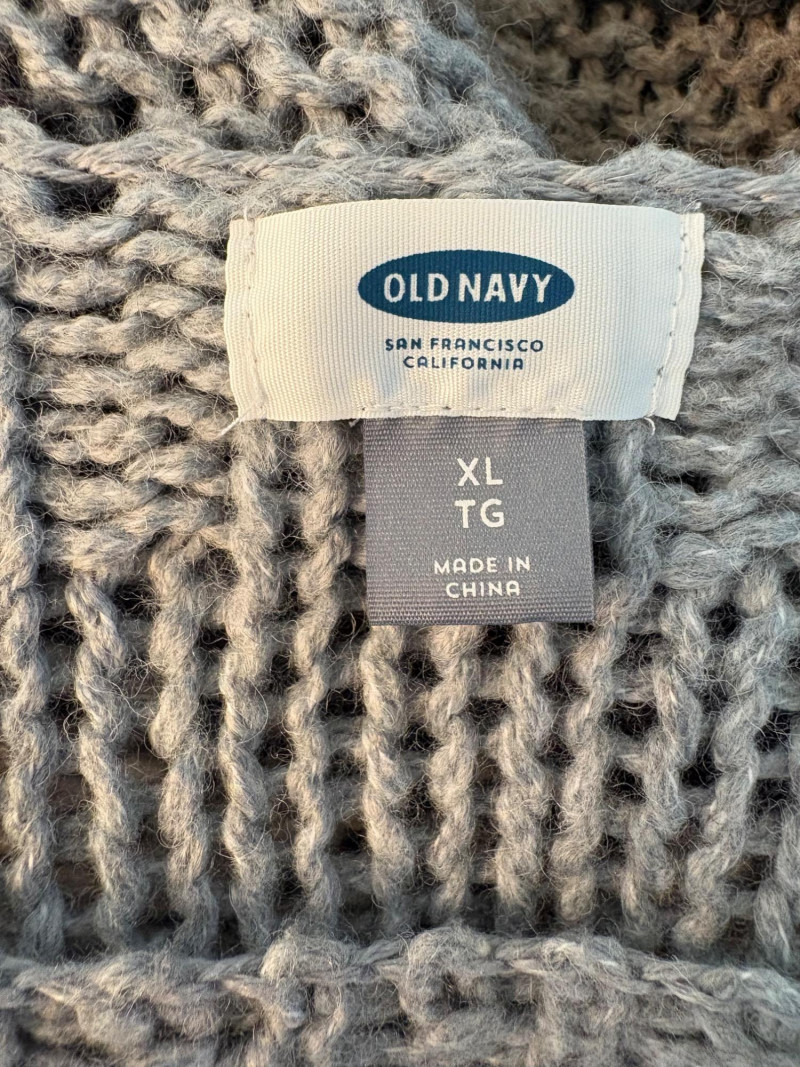 OLD NAVY
SAN FRANCISCO
CALIFORNIA
XL
TG
MADE IN
CHINA